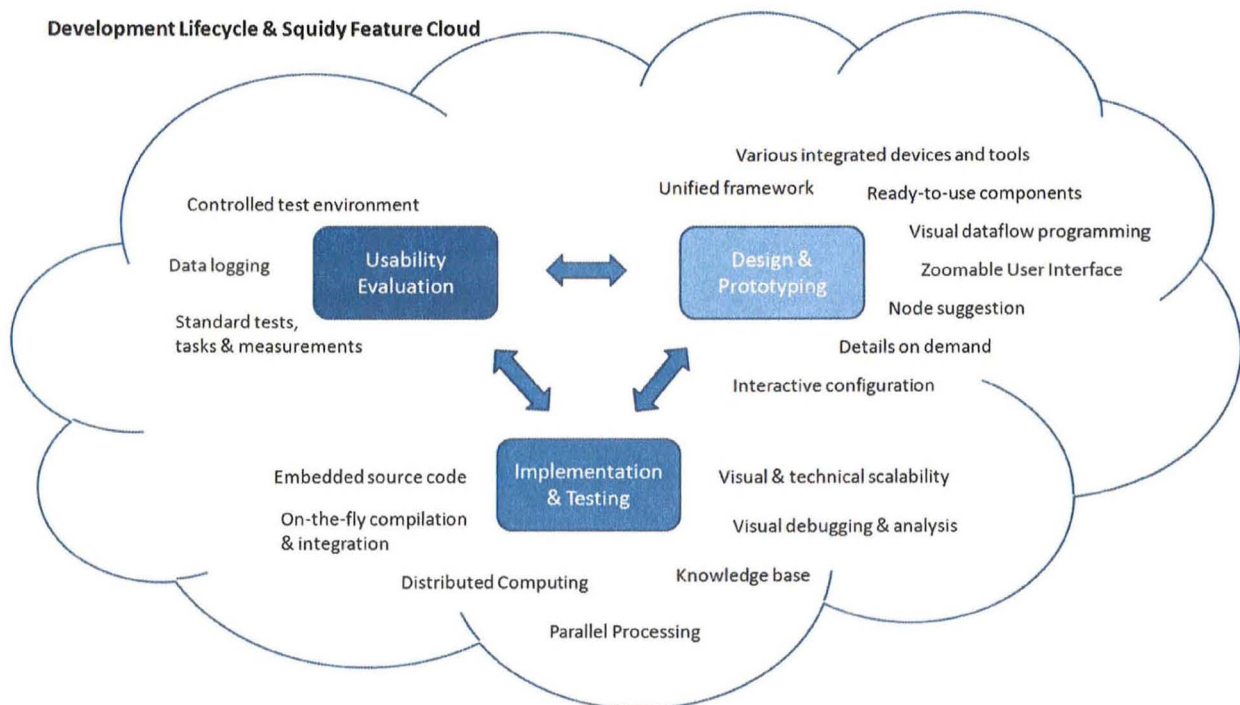 Development Lifecycle & Squidy Feature Cloud
Various integrated devices and tools
Unified framework
Ready-to-use components
Controlled test environment
Visual dataflow programming
Usability
Evaluation
Design &
Prototyping
Data logging
Zoomable User Interface
Standard tests,
tasks & measurements
Node suggestion
Details on demand
Interactive configuration
Implementation
& Testing
Embedded source code
Visual & technical scalability
On-the-fly compilation
& integration
Visual debugging & analysis
Distributed Computing
Knowledge base
Parallel Processing